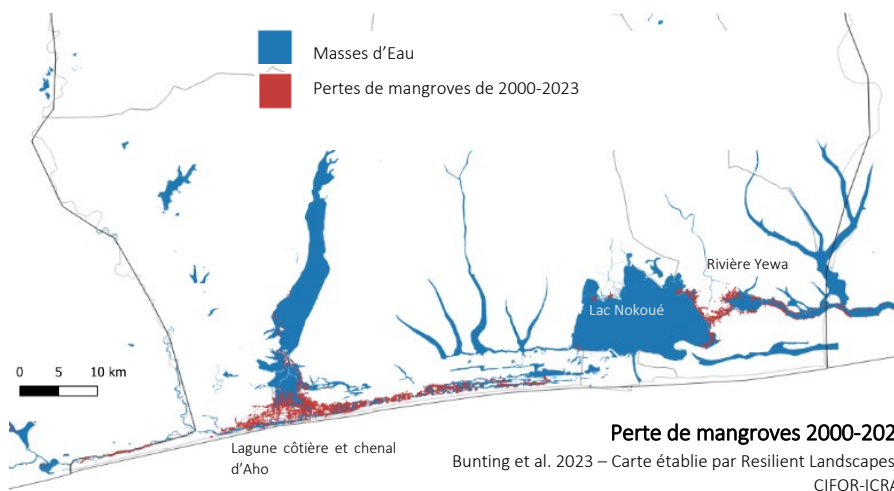 Masses d'Eau
Pertes de mangroves de 2000-2023
Rivière Yewa
Lac Nokoué
0 5 10 km
Lagune côtière et chenal
d'Aho
Perte de mangroves 2000-202
Bunting et al. 2023 – Carte établie par Resilient Landscapes
CIFOR-ICRA